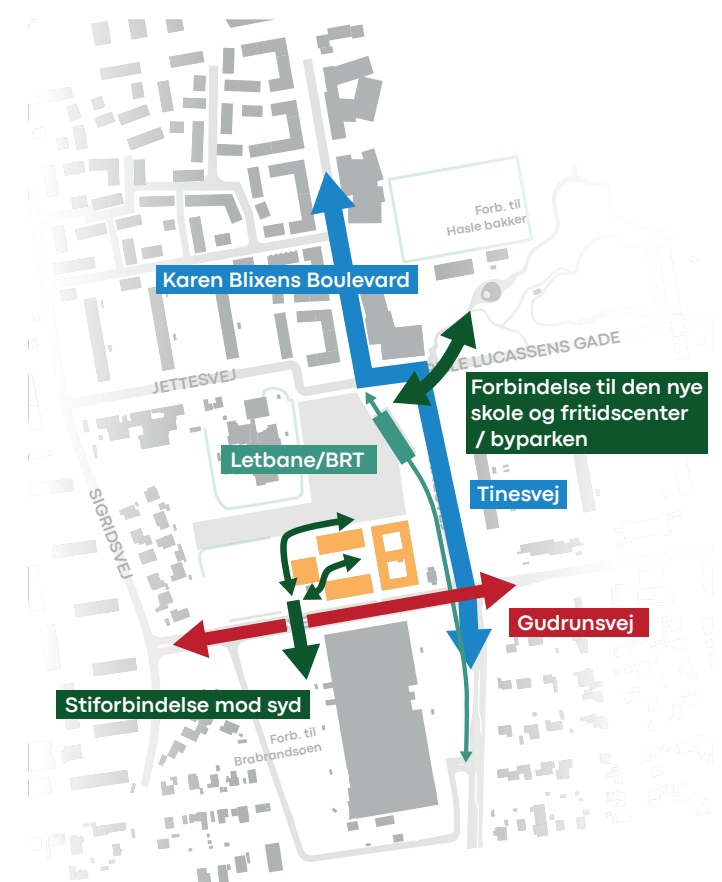 Forb. til
Hasle bakker
Karen Blixens Boulevard
LUCASSENS GADE
JETTESVEJ
Forbindelse til den nye
skole og fritidscenter
/ byparken
Letbane/BRT
Tinesvej
SIGRIDSVEJ
Gudrunsvej
Stiforbindelse mod syd
Forb. til
Brabrandsøen